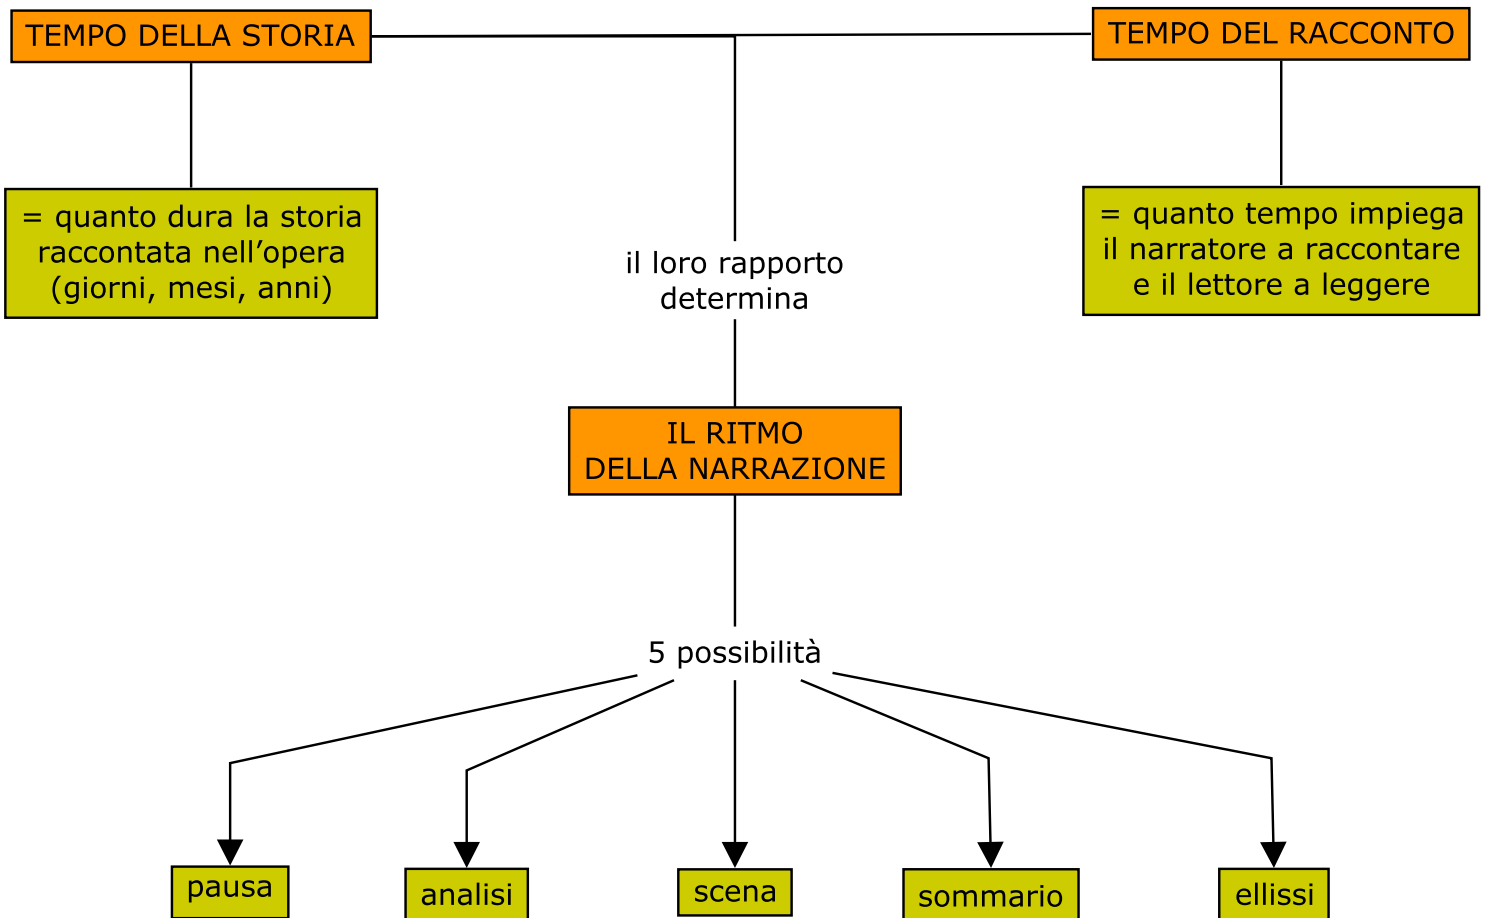 TEMPO DELLA STORIA
TEMPO DEL RACCONTO
= quanto dura la storia
raccontata nell’opera
(giorni, mesi, anni)
= quanto tempo impiega
il narratore a raccontare
e il lettore a leggere
il loro rapporto
determina
IL RITMO
DELLA NARRAZIONE
5 possibilità
pausa
analisi
scena
sommario
ellissi